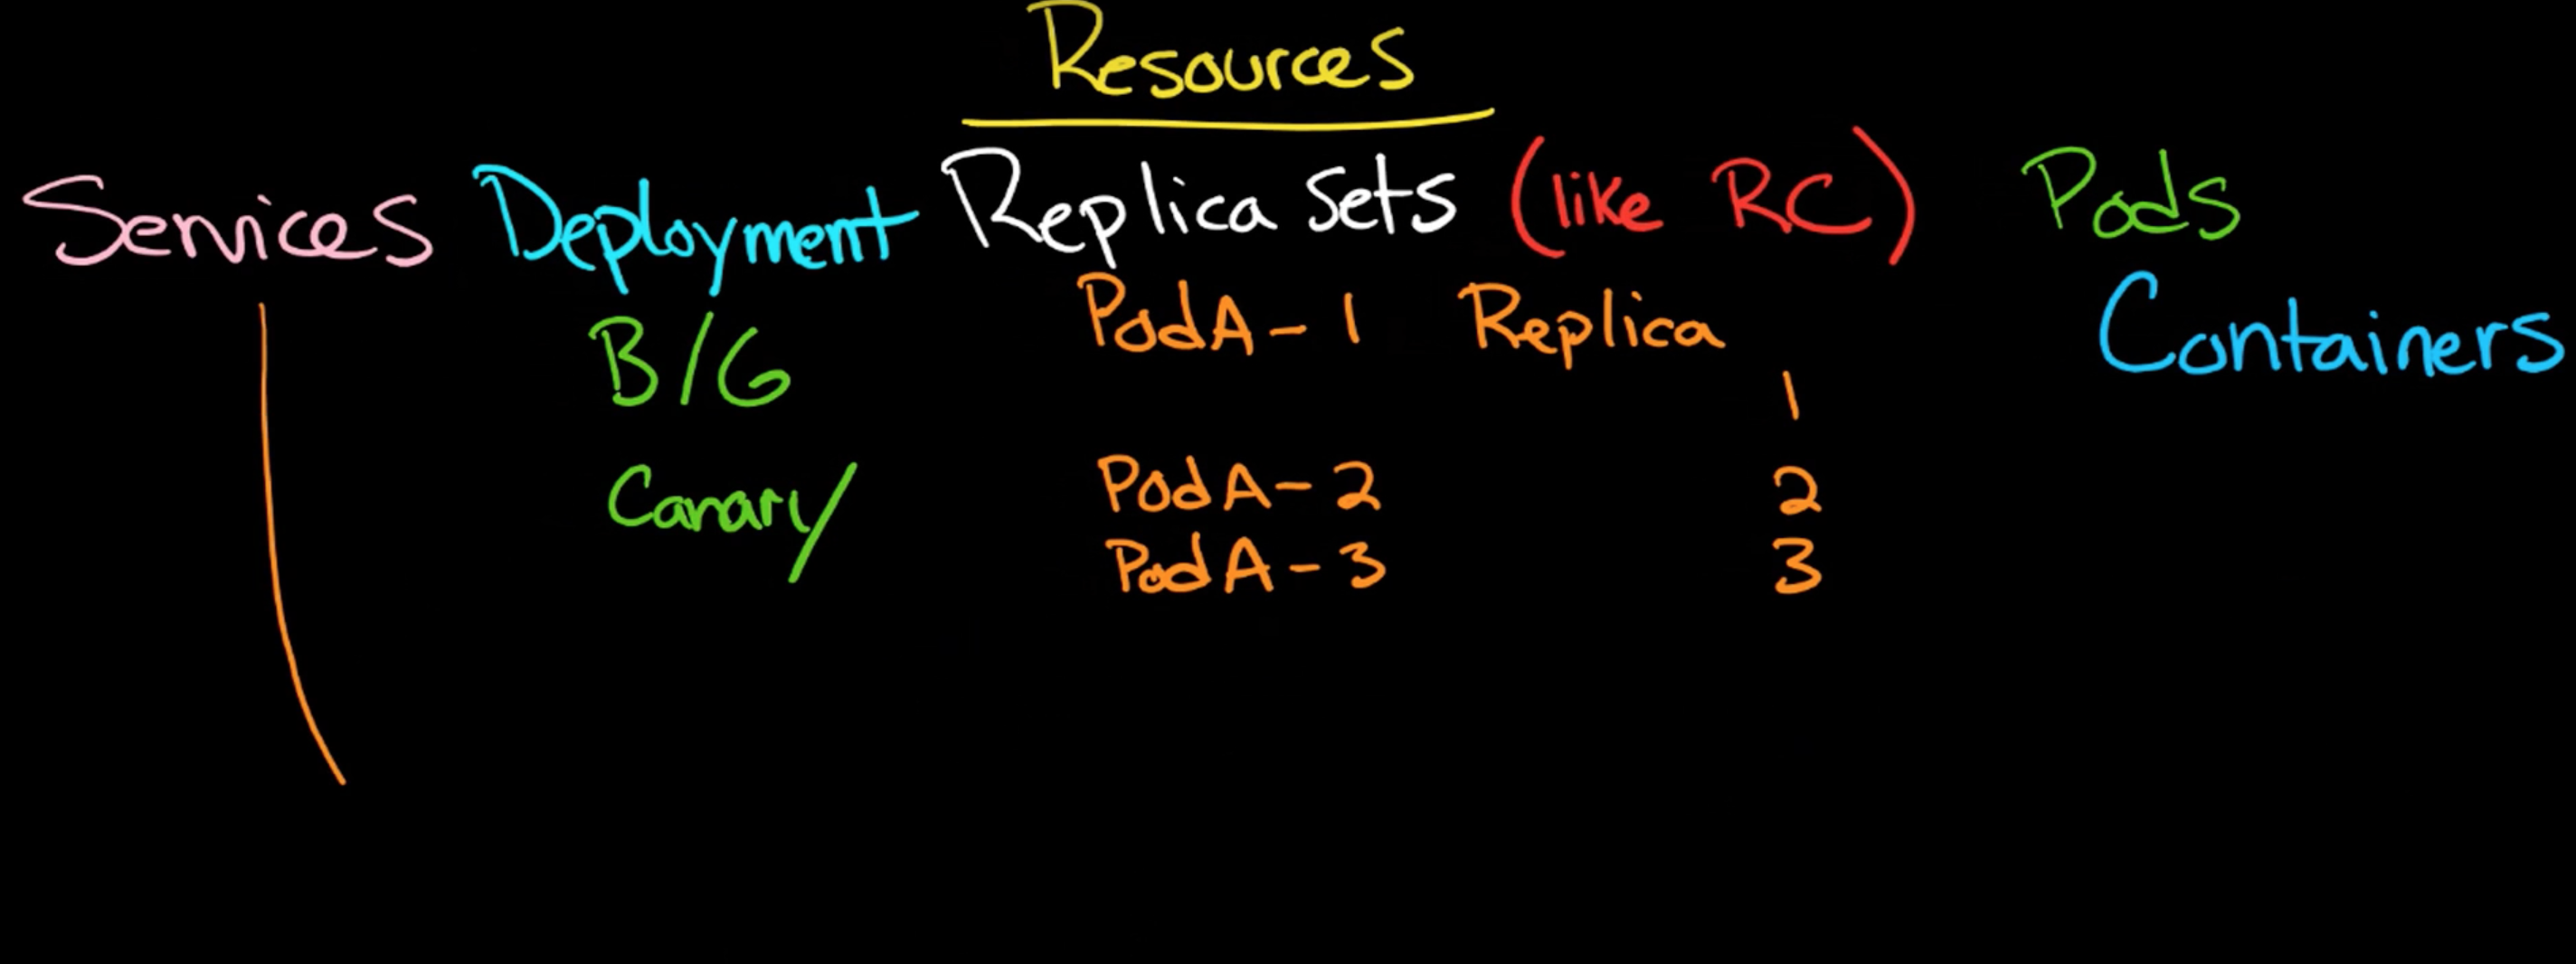 Resources
Services Deployment Replica Sets (like RC) Pods
B/G PodA-1 Replica Containers
1
Canary PodA-2 2
PodA-3 3